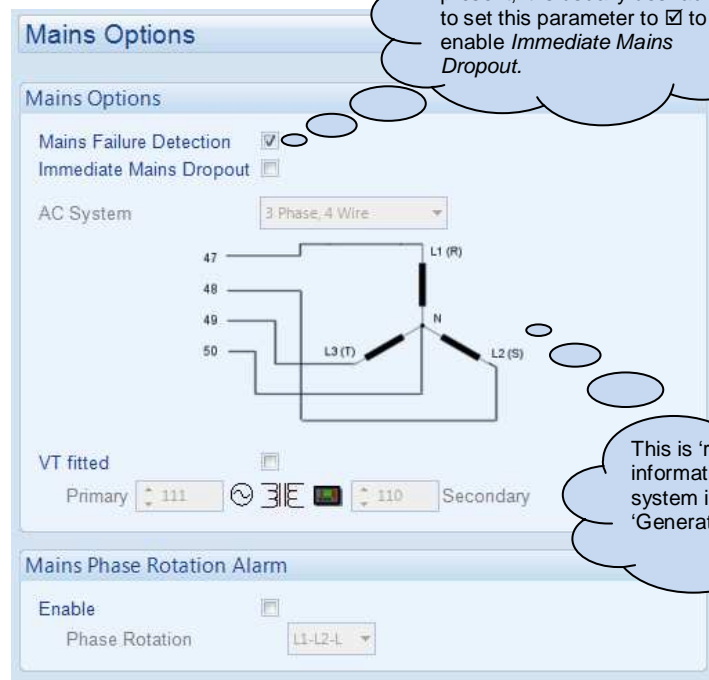 to set this parameter to ☑ to
enable Immediate Mains
Dropout.
Mains Options
Mains Options
Mains Failure Detection
Immediate Mains Dropout
AC System 3 Phase, 4 Wire
47 L1 (R)
48
49 N
50 L3 (T) L2 (S)
This is
VT fitted
Primary 111 110 Secondary
system
Mains Phase Rotation Alarm
Enable
Phase Rotation L1-L2-L